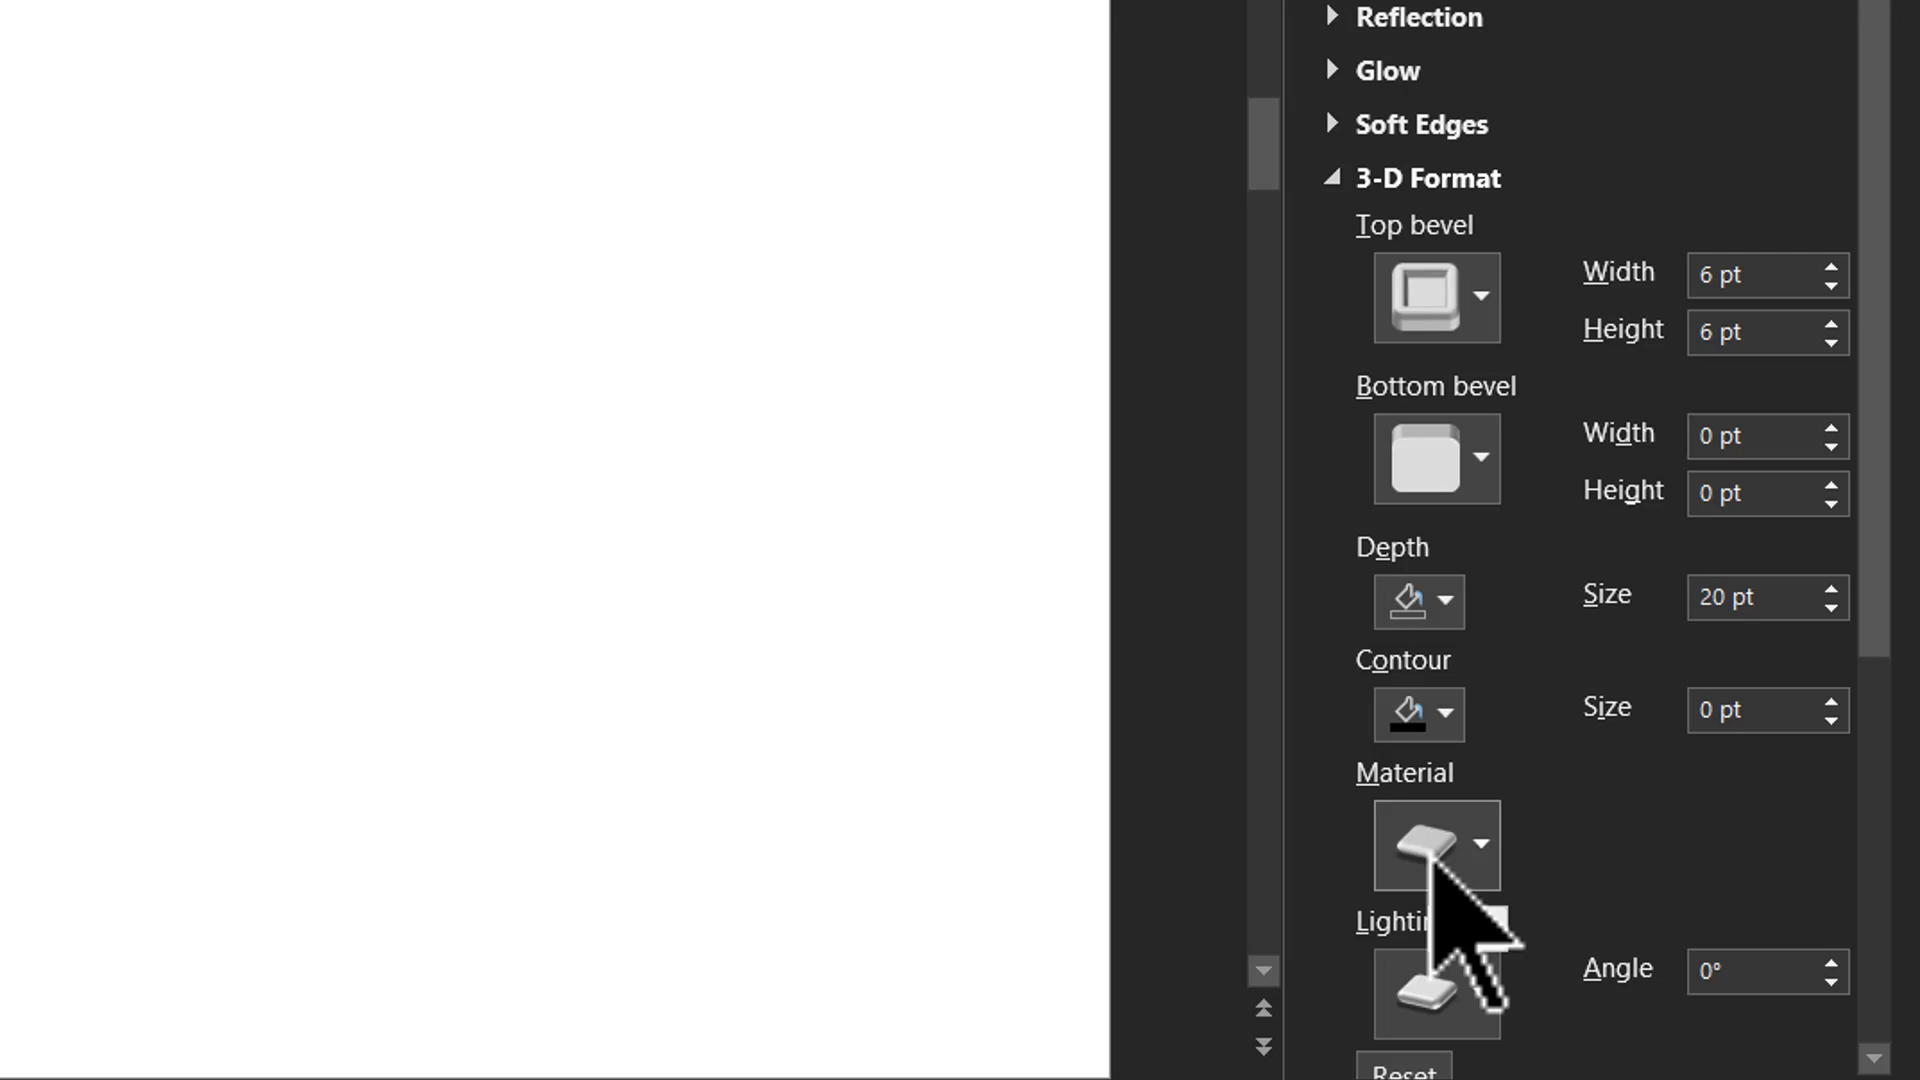 Reflection
Glow
Soft Edges
3-D Format
Top bevel
Width 6 pt
Height 6 pt
Bottom bevel
Width 0 pt
Height 0 pt
Depth
Size 20 pt
Contour
Size 0 pt
Material
Angle 0°
Reset